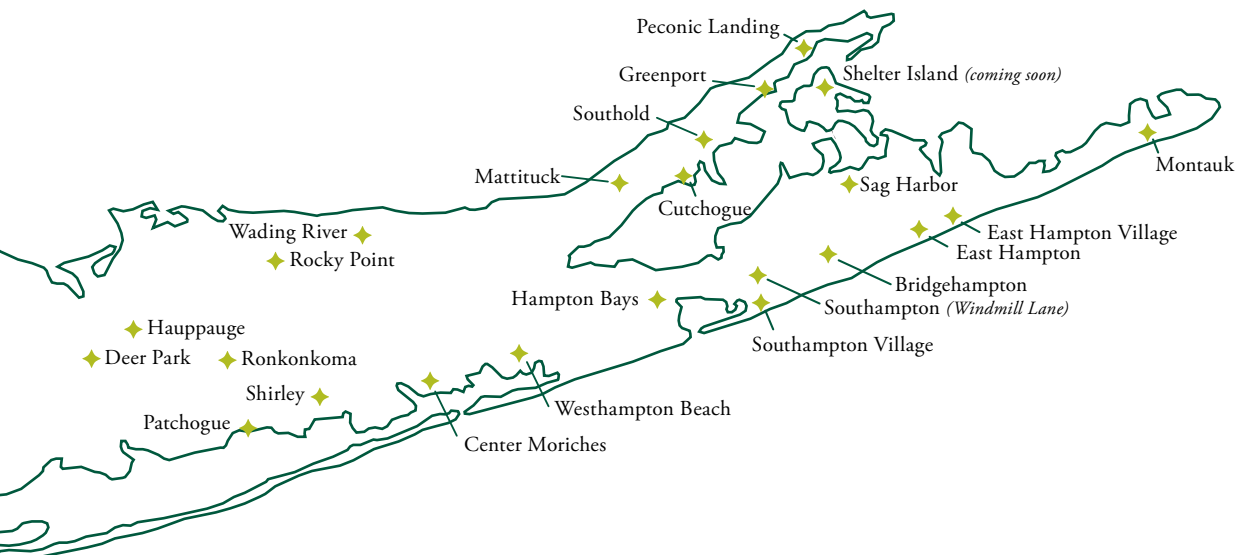 Peconic Landing
Greenport
Shelter Island (coming soon)
Southold
Montauk
Mattituck
Sag Harbor
Cutchogue
Wading River
East Hampton Village
Rocky Point
East Hampton
Bridgehampton
Hampton Bays
Southampton (Windmill Lane)
Hauppauge
Southampton Village
Deer Park
Ronkonkoma
Shirley
Westhampton Beach
Patchogue
Center Moriches